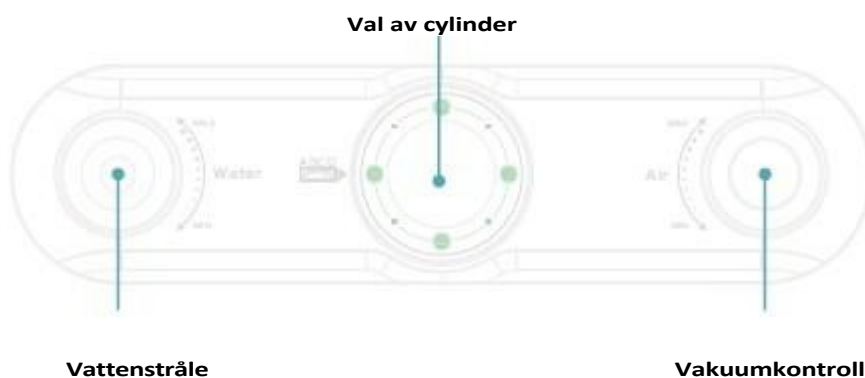 Val av cylinder
Water
Air
Vattenstråle
Vakuumkontroll